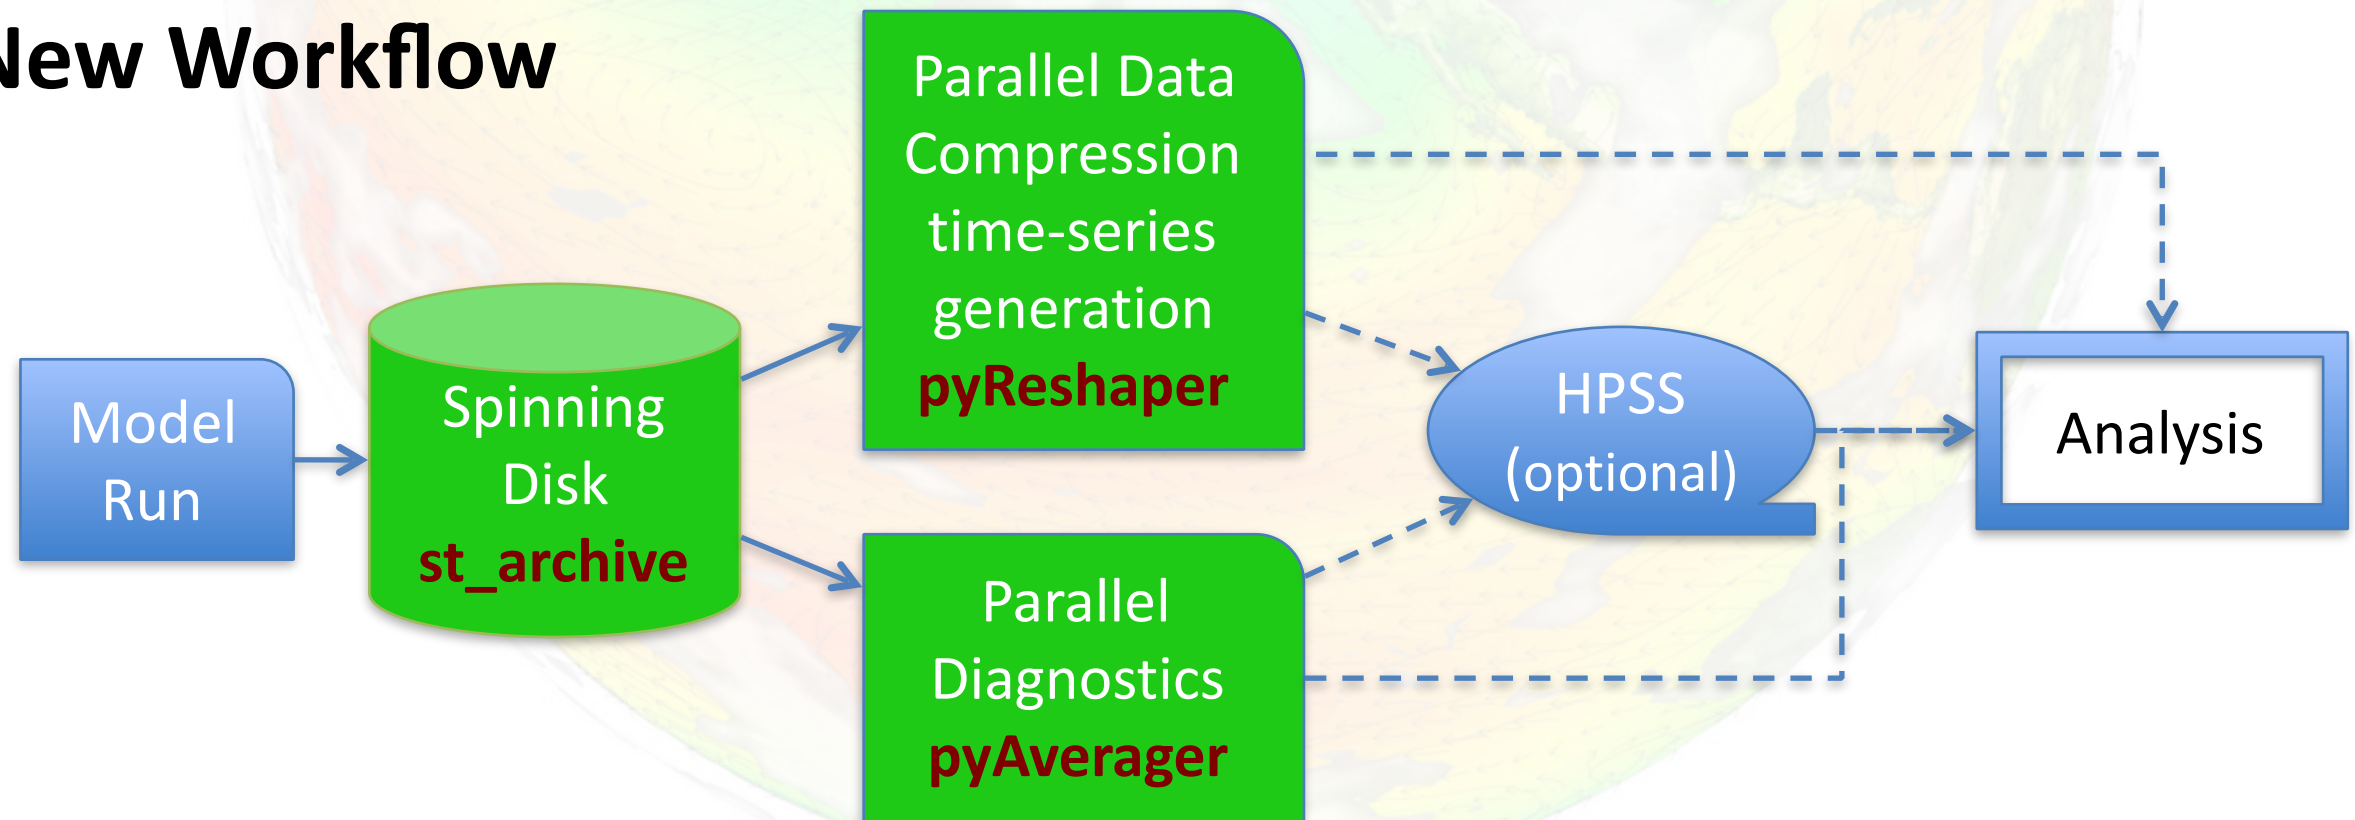 New Workflow
Parallel Data
Compression
time-series
generation
pyReshaper
Model
Run
Spinning
Disk
st_archive
HPSS
(optional)
Analysis
Parallel
Diagnostics
pyAverager